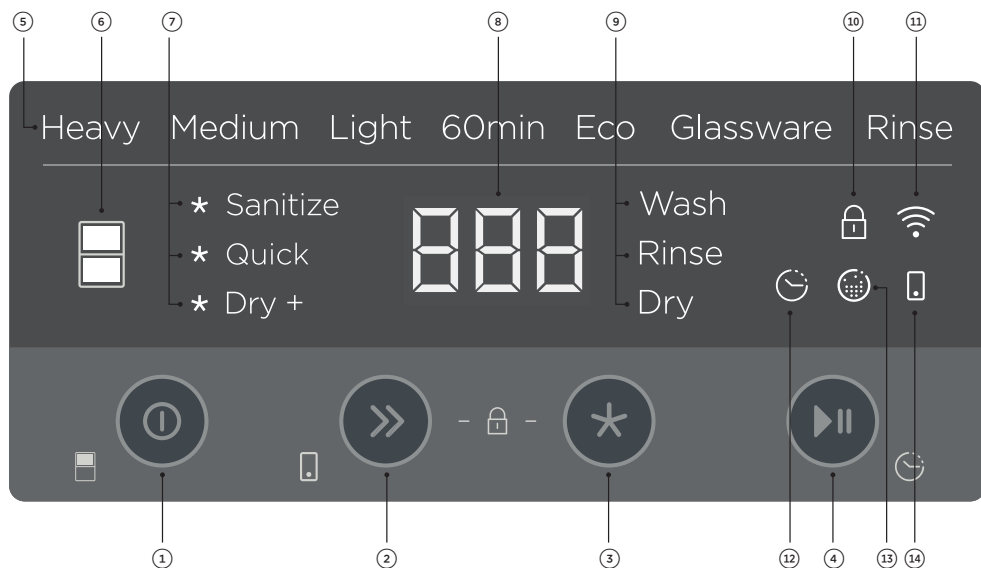 5 6 7 8 9 10 11
Heavy Medium Light 60min Eco Glassware Rinse
* Sanitize 888 Wash
* Quick Rinse
* Dry + Dry
1 2 3 12 4 13 14